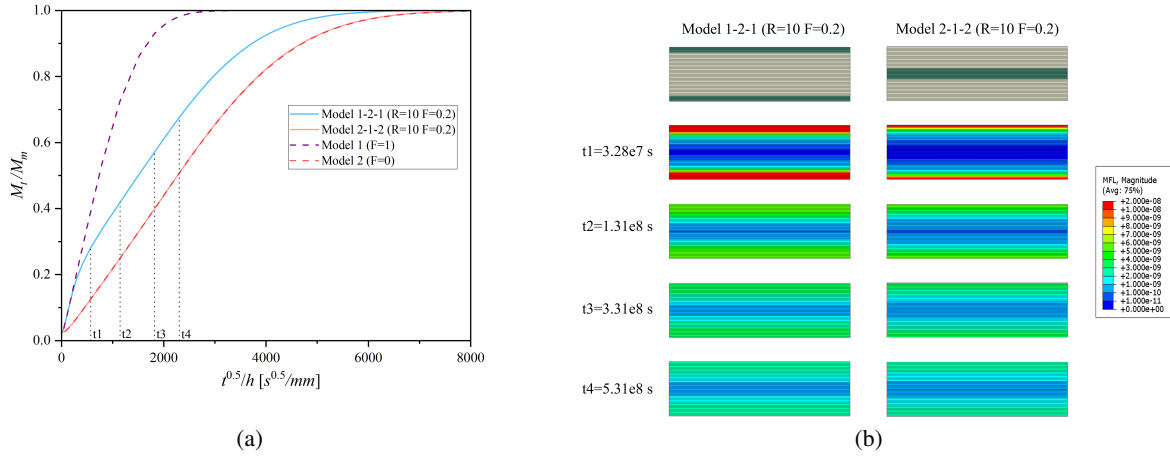 1.0
0.8
0.6
0.4
0.2
0.0
M_t/M_m
Model 1-2-1 (R=10 F=0.2)
Model 2-1-2 (R=10 F=0.2)
Model 1 (F=1)
Model 2 (F=0)
t1 t2 t3 t4
0 2000 4000 6000 8000
t^0.5/h [s^0.5/mm]
(a)
Model 1-2-1 (R=10 F=0.2) Model 2-1-2 (R=10 F=0.2)
t1=3.28e7 s
t2=1.31e8 s
t3=3.31e8 s
t4=5.31e8 s
MFL, Magnitude
(Avg: 75%)
+2.000e-08
+1.000e-08
+9.000e-09
+8.000e-09
+7.000e-09
+6.000e-09
+5.000e-09
+4.000e-09
+3.000e-09
+2.000e-09
+1.000e-09
+1.000e-10
+1.000e-11
+0.000e+00
(b)